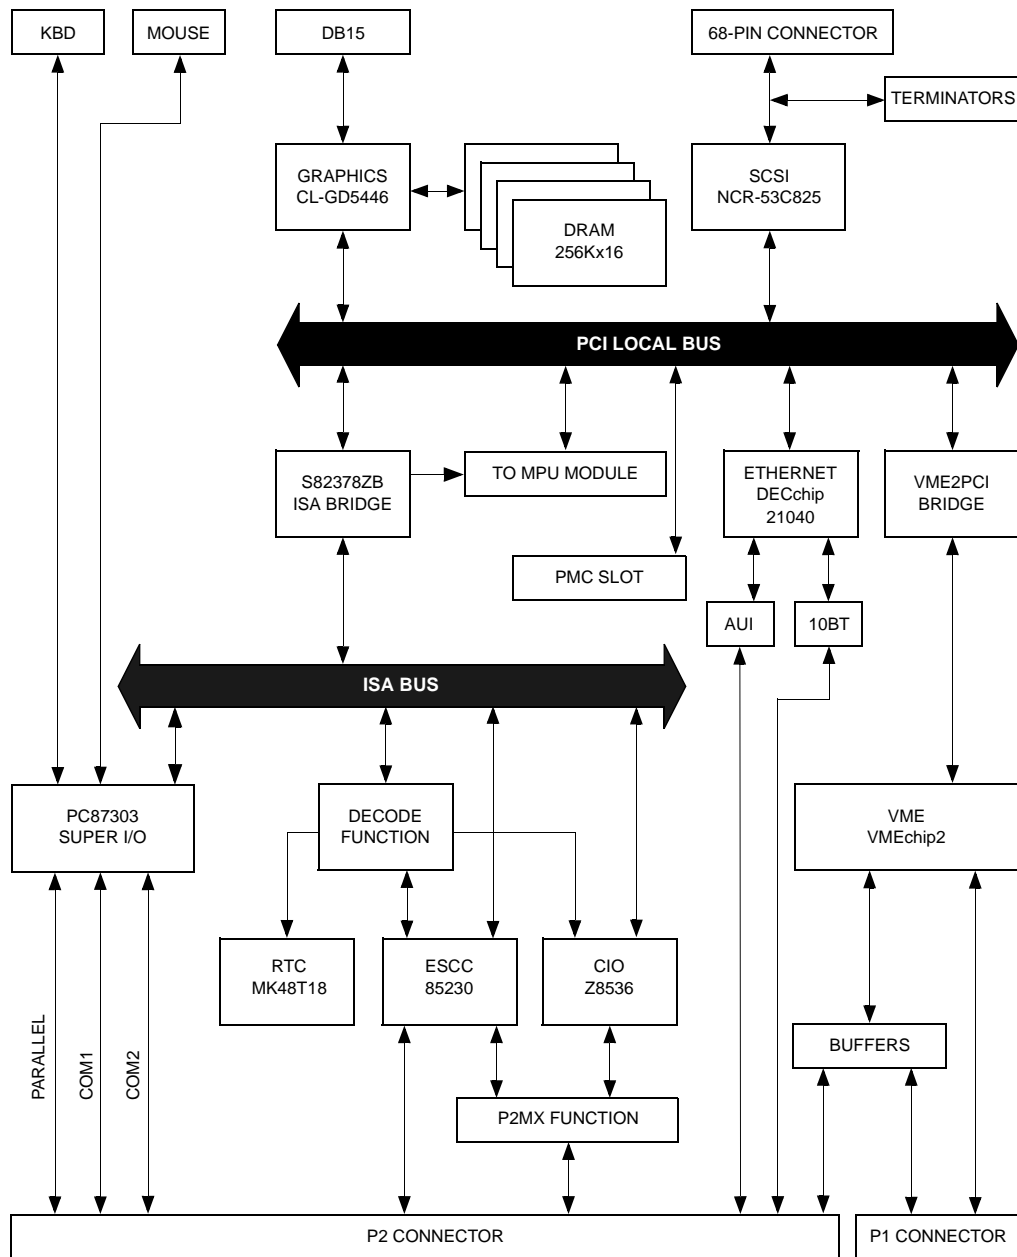 KBD
MOUSE
DB15
68-PIN CONNECTOR
TERMINATORS
GRAPHICS
CL-GD5446
DRAM
256Kx16
SCSI
NCR-53C825
PCI LOCAL BUS
S82378ZB
ISA BRIDGE
TO MPU MODULE
ETHERNET
DECchip
21040
VME2PCI
BRIDGE
PMC SLOT
AUI
10BT
ISA BUS
PC87303
SUPER I/O
DECODE
FUNCTION
VME
VMEchip2
RTC
MK48T18
ESCC
85230
CIO
Z8536
PARALLEL
COM1
COM2
BUFFERS
P2MX FUNCTION
P2 CONNECTOR
P1 CONNECTOR